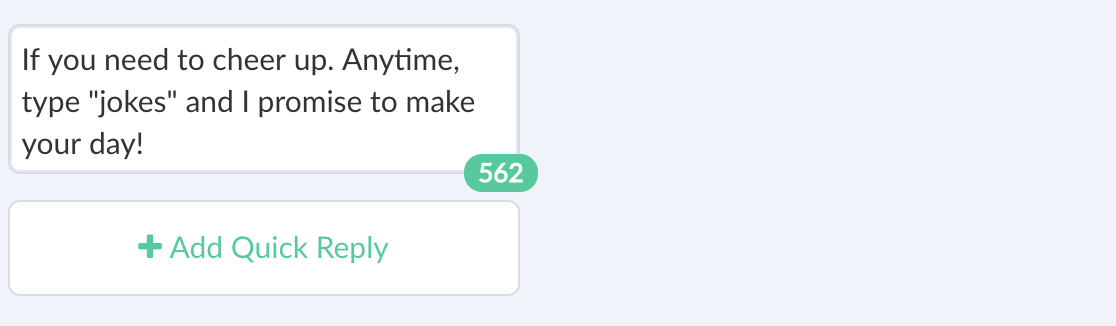 If you need to cheer up. Anytime,
type "jokes" and I promise to make
your day!
562
Add Quick Reply